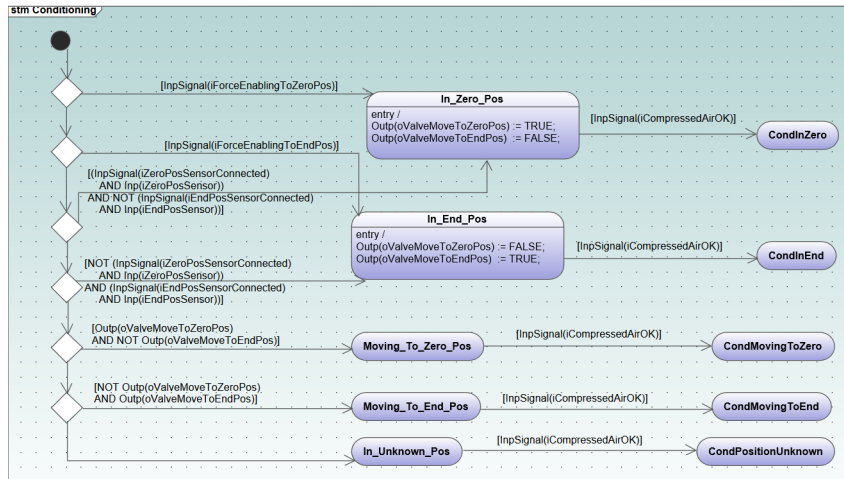 stm Conditioning
[InpSignal(iForceEnablingToZeroPos)]
In_Zero_Pos
entry /
Outp(oValveMoveToZeroPos) := TRUE;
Outp(oValveMoveToEndPos) := FALSE;
[InpSignal(iCompressedAirOK)]
CondInZero
[InpSignal(iForceEnablingToEndPos)]
[(InpSignal(iZeroPosSensorConnected)
AND Inp(iZeroPosSensor))
AND NOT (InpSignal(iEndPosSensorConnected)
AND Inp(iEndPosSensor))]
In_End_Pos
entry /
Outp(oValveMoveToZeroPos) := FALSE;
Outp(oValveMoveToEndPos) := TRUE;
[InpSignal(iCompressedAirOK)]
CondInEnd
[NOT (InpSignal(iZeroPosSensorConnected)
AND Inp(iZeroPosSensor))
AND (InpSignal(iEndPosSensorConnected)
AND Inp(iEndPosSensor))]
[Outp(oValveMoveToZeroPos)
AND NOT Outp(oValveMoveToEndPos)]
Moving_To_Zero_Pos
[InpSignal(iCompressedAirOK)]
CondMovingToZero
[NOT Outp(oValveMoveToZeroPos)
AND Outp(oValveMoveToEndPos)]
Moving_To_End_Pos
[InpSignal(iCompressedAirOK)]
CondMovingToEnd
In_Unknown_Pos
[InpSignal(iCompressedAirOK)]
CondPositionUnknown